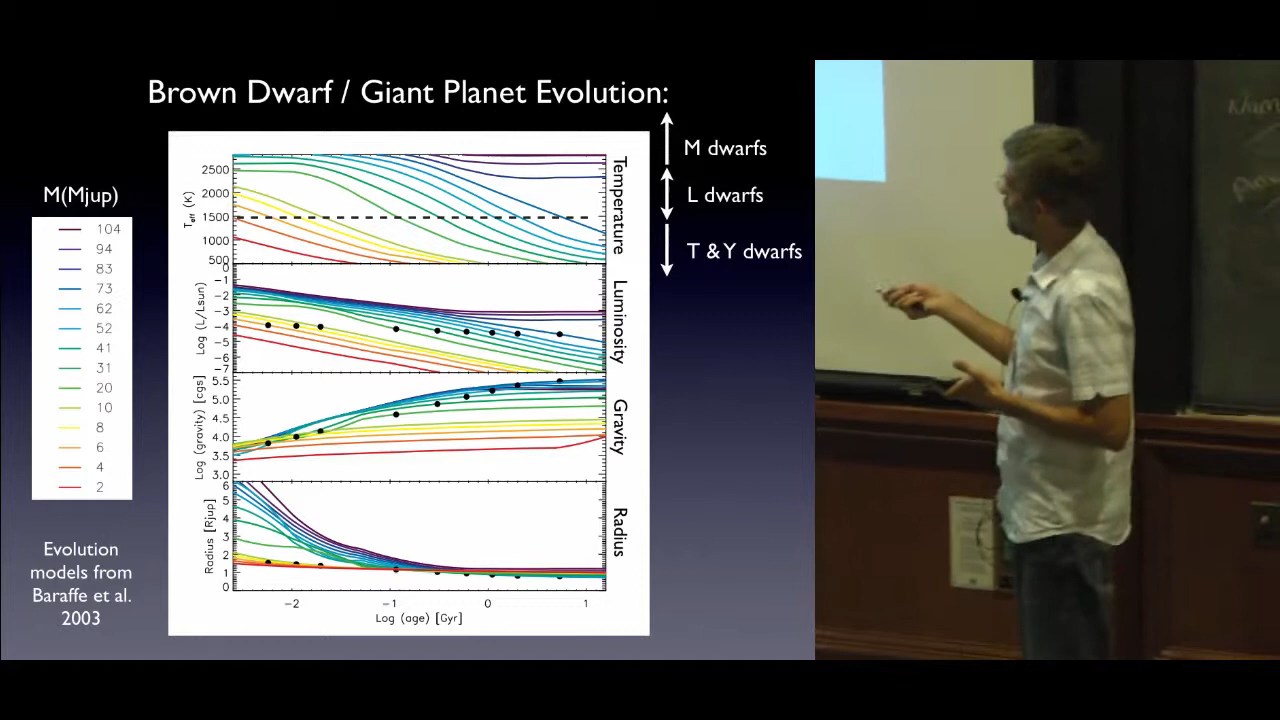 Brown Dwarf / Giant Planet Evolution:
M dwarfs
L dwarfs
T & Y dwarfs
M(Mjup)
104
94
83
73
62
52
41
31
20
10
8
6
4
2
Evolution
models from
Baraffe et al.
2003
Temperature
Teff (K)
2500
2000
1500
1000
500
Luminosity
Log (L/Lsun)
0
−1
−2
−3
−4
−5
−6
−7
Gravity
Log (gravity) [cgs]
5.5
5.0
4.5
4.0
3.5
3.0
Radius
Radius [Rjup]
6
5
4
3
2
1
0
−2 −1 0 1
Log (age) [Gyr]